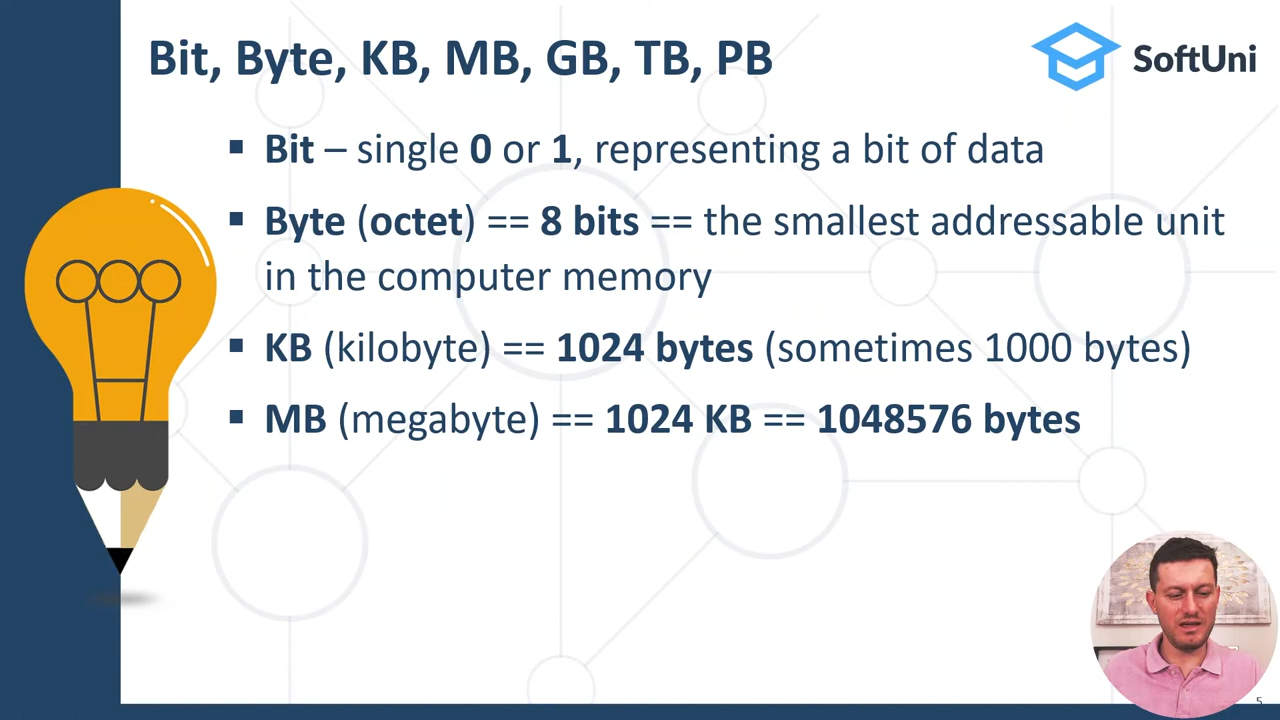 Bit, Byte, KB, MB, GB, TB, PB
SoftUni
▪ Bit – single 0 or 1, representing a bit of data
▪ Byte (octet) == 8 bits == the smallest addressable unit
in the computer memory
▪ KB (kilobyte) == 1024 bytes (sometimes 1000 bytes)
▪ MB (megabyte) == 1024 KB == 1048576 bytes
5